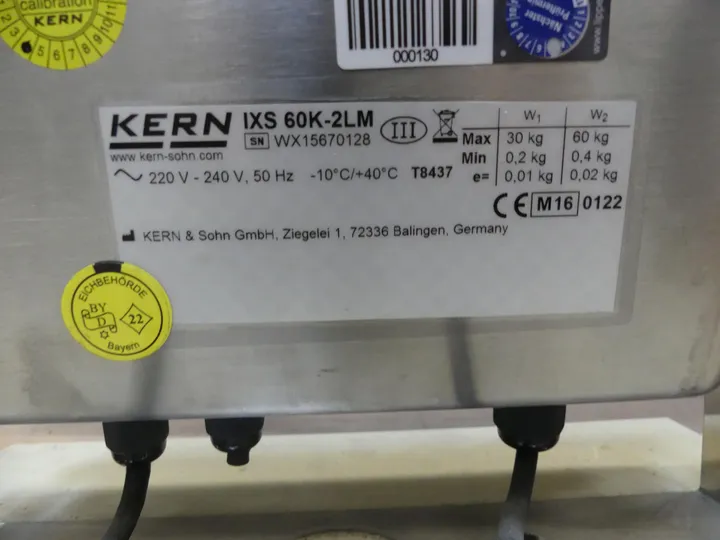 calibration
KERN
000130
Nächster
Prüftermin
KERN IXS 60K-2LM
SN WX15670128
III
www.kern-sohn.com
220 V - 240 V, 50 Hz -10°C/+40°C T8437
W1 W2
Max 30 kg 60 kg
Min 0,2 kg 0,4 kg
e= 0,01 kg 0,02 kg
CE M16 0122
KERN & Sohn GmbH, Ziegelei 1, 72336 Balingen, Germany
EICHBEHÖRDE
BY
D
22
Bayern